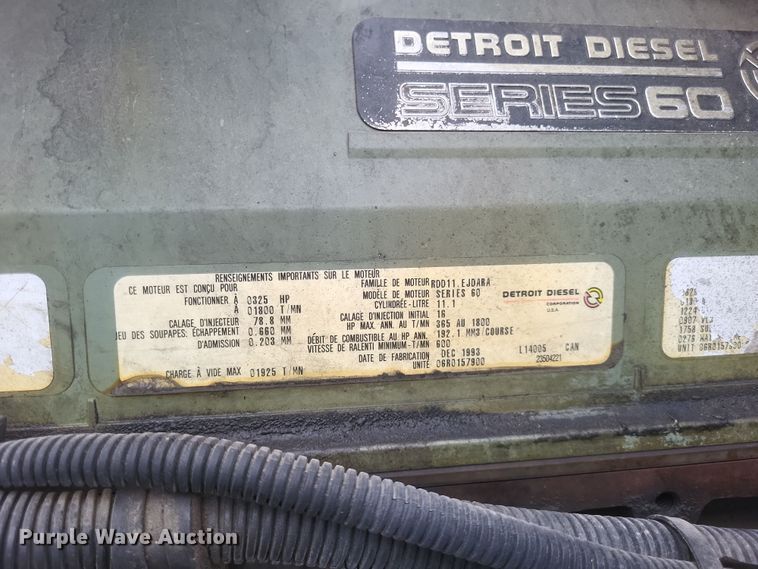 DETROIT DIESEL
SERIES 60
RENSEIGNEMENTS IMPORTANTS SUR LE MOTEUR
CE MOTEUR EST CONÇU POUR
FONCTIONNER À 0325 HP
À 01800 T/MN
CALAGE D'INJECTEUR 78.8 MM
JEU DES SOUPAPES: ÉCHAPPEMENT 0.660 MM
D'ADMISSION 0.203 MM
CHARGE À VIDE MAX 01925 T/MN
FAMILLE DE MOTEUR RDD11.EJDARA
MODÈLE DE MOTEUR SERIES 60
CYLINDRÉE-LITRE 11.1
CALAGE D'INJECTION INITIAL 16
HP MAX. ANN. AU T/MN 365 AU 1800
DÉBIT DE COMBUSTIBLE AU HP ANN. 192.1 MM3/COURSE
VITESSE DE RALENTI MINIMUM-T/MN 600
DATE DE FABRICATION DEC 1993
UNITÉ 06R0157900
DETROIT DIESEL
CORPORATION
U.S.A.
L14005 CAN
23504221
1224
1758
UNIT
Purple Wave Auction